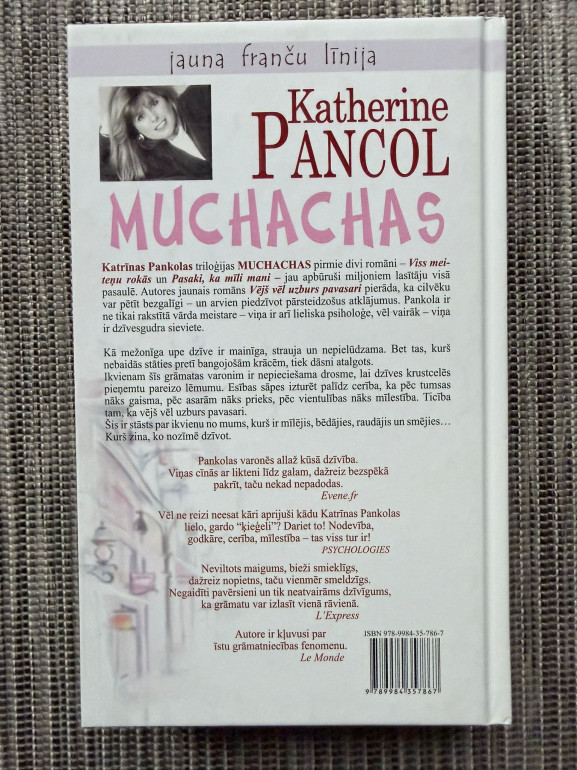 jauna franču līnija
Katherine
PANCOL
MUCHACHAS
Katrīnas Pankolas triloģijas MUCHACHAS pirmie divi romāni – Viss mei-
teņu rokās un Pasaki, ka mīli mani – jau apbūruši miljoniem lasītāju visā
pasaulē. Autores jaunais romāns Vējš vēl uzburs pavasari pierāda, ka cilvēku
var pētīt bezgalīgi – un arvien piedzīvot pārsteidzošus atklājumus. Pankola ir
ne tikai rakstītā vārda meistare – viņa ir arī lieliska psiholoģe, vēl vairāk – viņa
ir dzīvesgudra sieviete.
Kā mežonīga upe dzīve ir mainīga, strauja un nepielūdzama. Bet tas, kurš
nebaidās stāties pretī bangojošām krācēm, tiek dāsni atalgots.
Ikvienam šīs grāmatas varonim ir nepieciešama drosme, lai dzīves krustcelēs
pieņemtu pareizo lēmumu. Esības sāpes izturēt palīdz cerība, ka pēc tumsas
nāks gaisma, pēc asarām nāks prieks, pēc vientulības nāks mīlestība. Ticība
tam, ka vējš vēl uzburs pavasari.
Šis ir stāsts par ikvienu no mums, kurš ir mīlējis, bēdājies, raudājis un smējies…
Kurš zina, ko nozīmē dzīvot.
Pankolas varonēs allaž kūsā dzīvība.
Viņas cīnās ar likteni līdz galam, dažreiz bezspēkā
pakrīt, taču nekad nepadodas.
Evene.fr
Vēl ne reizi neesat kāri aprijuši kādu Katrīnas Pankolas
lielo, gardo “ķieģeli”? Dariet to! Nodevība,
godkāre, cerība, mīlestība – tas viss tur ir!
PSYCHOLOGIES
Neviltots maigums, bieži smieklīgs,
dažreiz nopietns, taču vienmēr smeldzīgs.
Negaidīti pavērsieni un tik neatvairāms dzīvīgums,
ka grāmatu var izlasīt vienā rāvienā.
L'Express
Autore ir kļuvusi par
īstu grāmatniecības fenomenu.
Le Monde
ISBN 978-9984-35-786-7
9 789984 357867